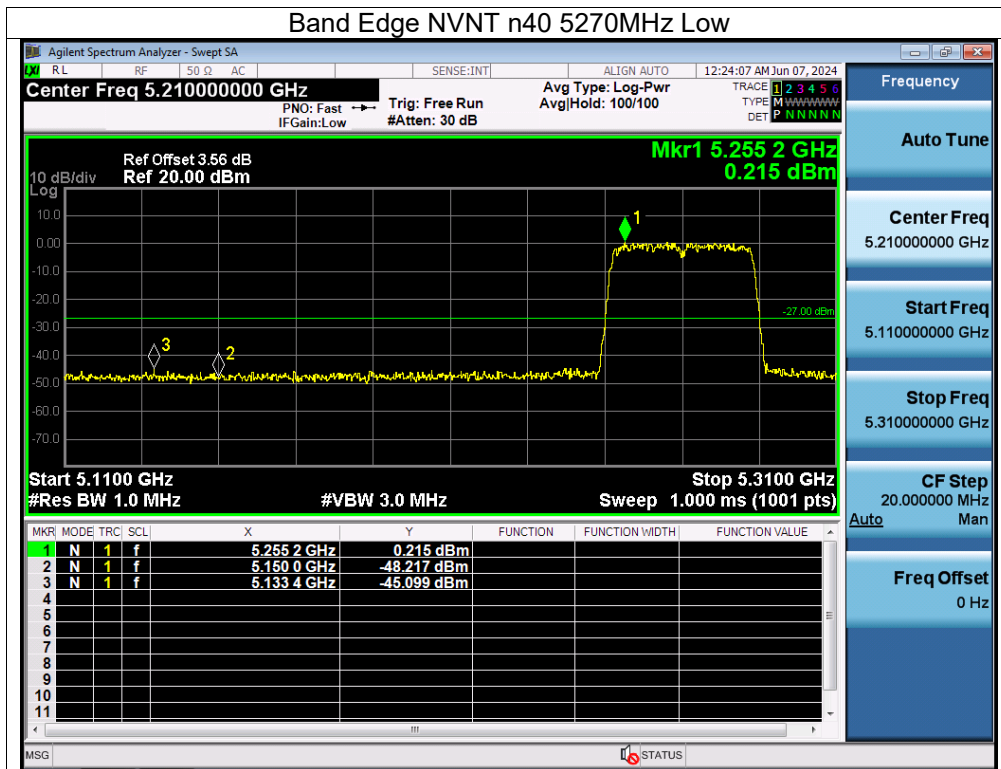 Band Edge NVNT n40 5270MHz Low
Agilent Spectrum Analyzer - Swept SA
LXI RL RF 50 Ω AC SENSE:INT ALIGN AUTO 12:24:07 AM Jun 07, 2024
Center Freq 5.210000000 GHz
PNO: Fast
IFGain:Low
Trig: Free Run
#Atten: 30 dB
Avg Type: Log-Pwr
Avg|Hold: 100/100
TRACE 1 2 3 4 5 6
TYPE M W W W W W
DET P N N N N N
Ref Offset 3.56 dB
Ref 20.00 dBm
10 dB/div
Log
Mkr1 5.255 2 GHz
0.215 dBm
10.0
0.00
-10.0
-20.0
-30.0
-40.0
-50.0
-60.0
-70.0
1
-27.00 dBm
3
2
Start 5.1100 GHz Stop 5.3100 GHz
#Res BW 1.0 MHz #VBW 3.0 MHz Sweep 1.000 ms (1001 pts)
MKR MODE TRC SCL X Y FUNCTION FUNCTION WIDTH FUNCTION VALUE
1 N 1 f 5.255 2 GHz 0.215 dBm
2 N 1 f 5.150 0 GHz -48.217 dBm
3 N 1 f 5.133 4 GHz -45.099 dBm
4
5
6
7
8
9
10
11
MSG STATUS
Frequency
Auto Tune
Center Freq
5.210000000 GHz
Start Freq
5.110000000 GHz
Stop Freq
5.310000000 GHz
CF Step
20.000000 MHz
Auto Man
Freq Offset
0 Hz